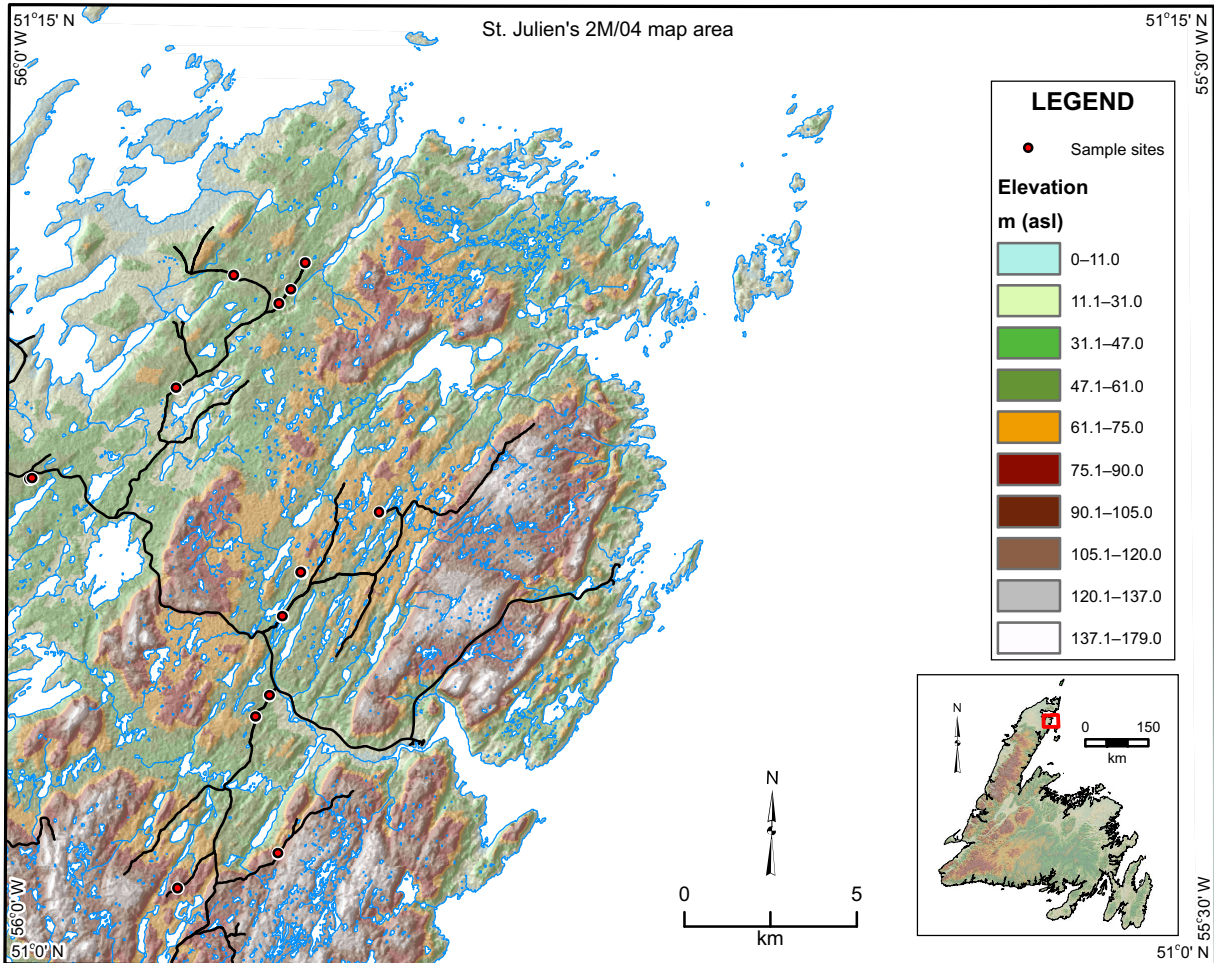 51°15' N
56°0' W
St. Julien's 2M/04 map area
51°15' N
55°30' W
LEGEND
Sample sites
Elevation
m (asl)
0–11.0
11.1–31.0
31.1–47.0
47.1–61.0
61.1–75.0
75.1–90.0
90.1–105.0
105.1–120.0
120.1–137.0
137.1–179.0
N
0 150
km
N
0 5
km
56°0' W
51°0' N
55°30' W
51°0' N